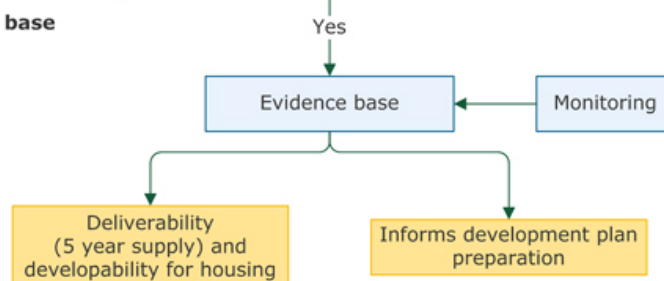 base
Yes
Evidence base
Monitoring
Deliverability
(5 year supply) and
developability for housing
Informs development plan
preparation